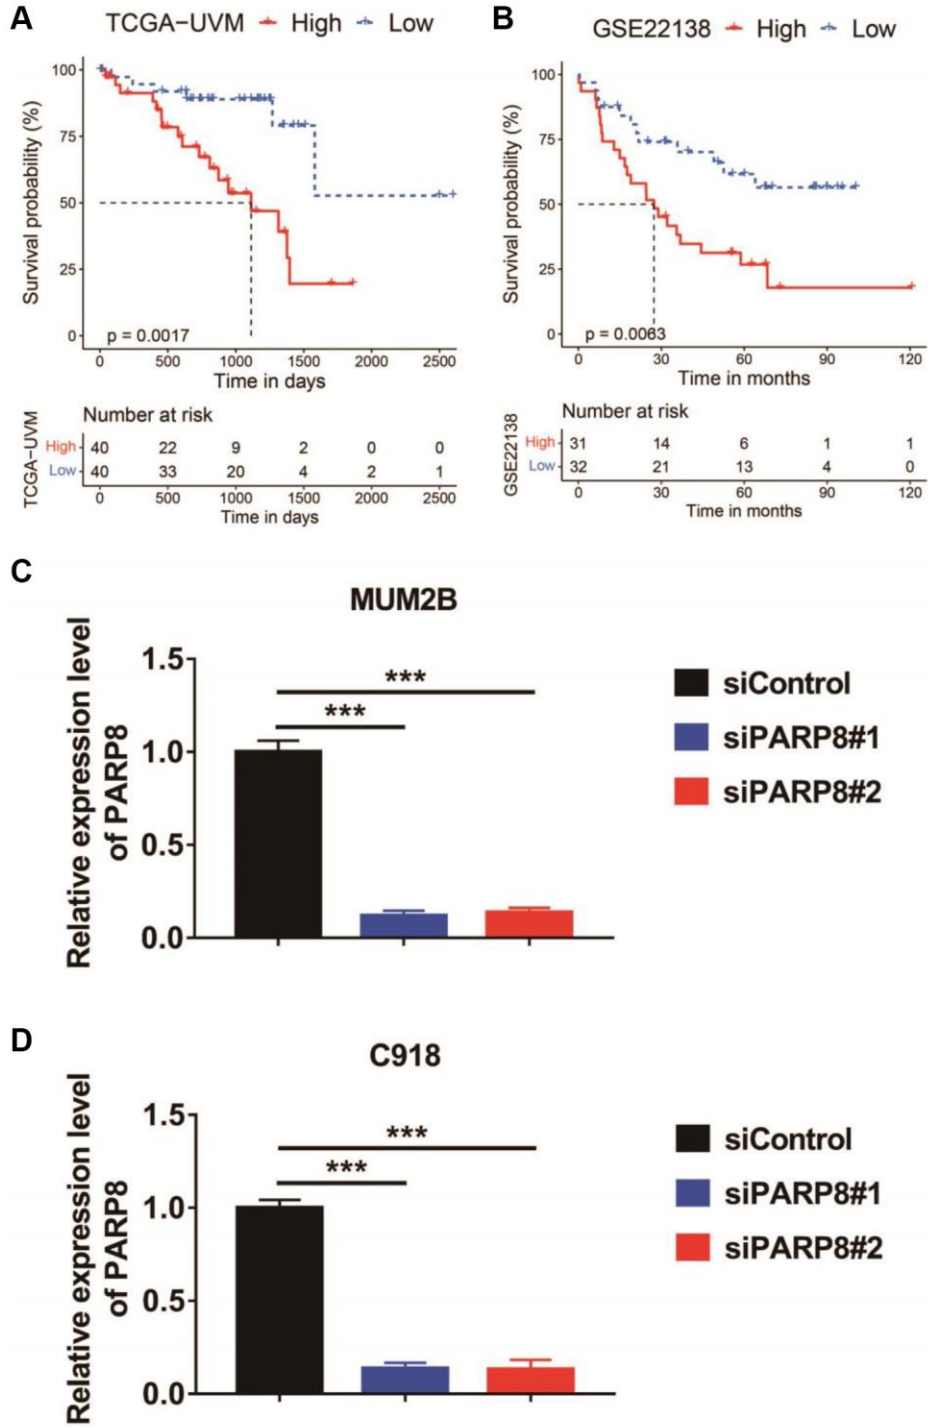 A
TCGA−UVM High Low
Survival probability (%)
100
75
50
25
0
p = 0.0017
0 500 1000 1500 2000 2500
Time in days
Number at risk
TCGA−UVM
High 40 22 9 2 0 0
Low 40 33 20 4 2 1
0 500 1000 1500 2000 2500
Time in days
B
GSE22138 High Low
Survival probability (%)
100
75
50
25
0
p = 0.0063
0 30 60 90 120
Time in months
Number at risk
GSE22138
High 31 14 6 1 1
Low 32 21 13 4 0
0 30 60 90 120
Time in months
C
MUM2B
Relative expression level
of PARP8
1.5
1.0
0.5
0.0
***
***
siControl
siPARP8#1
siPARP8#2
D
C918
Relative expression level
of PARP8
1.5
1.0
0.5
0.0
***
***
siControl
siPARP8#1
siPARP8#2